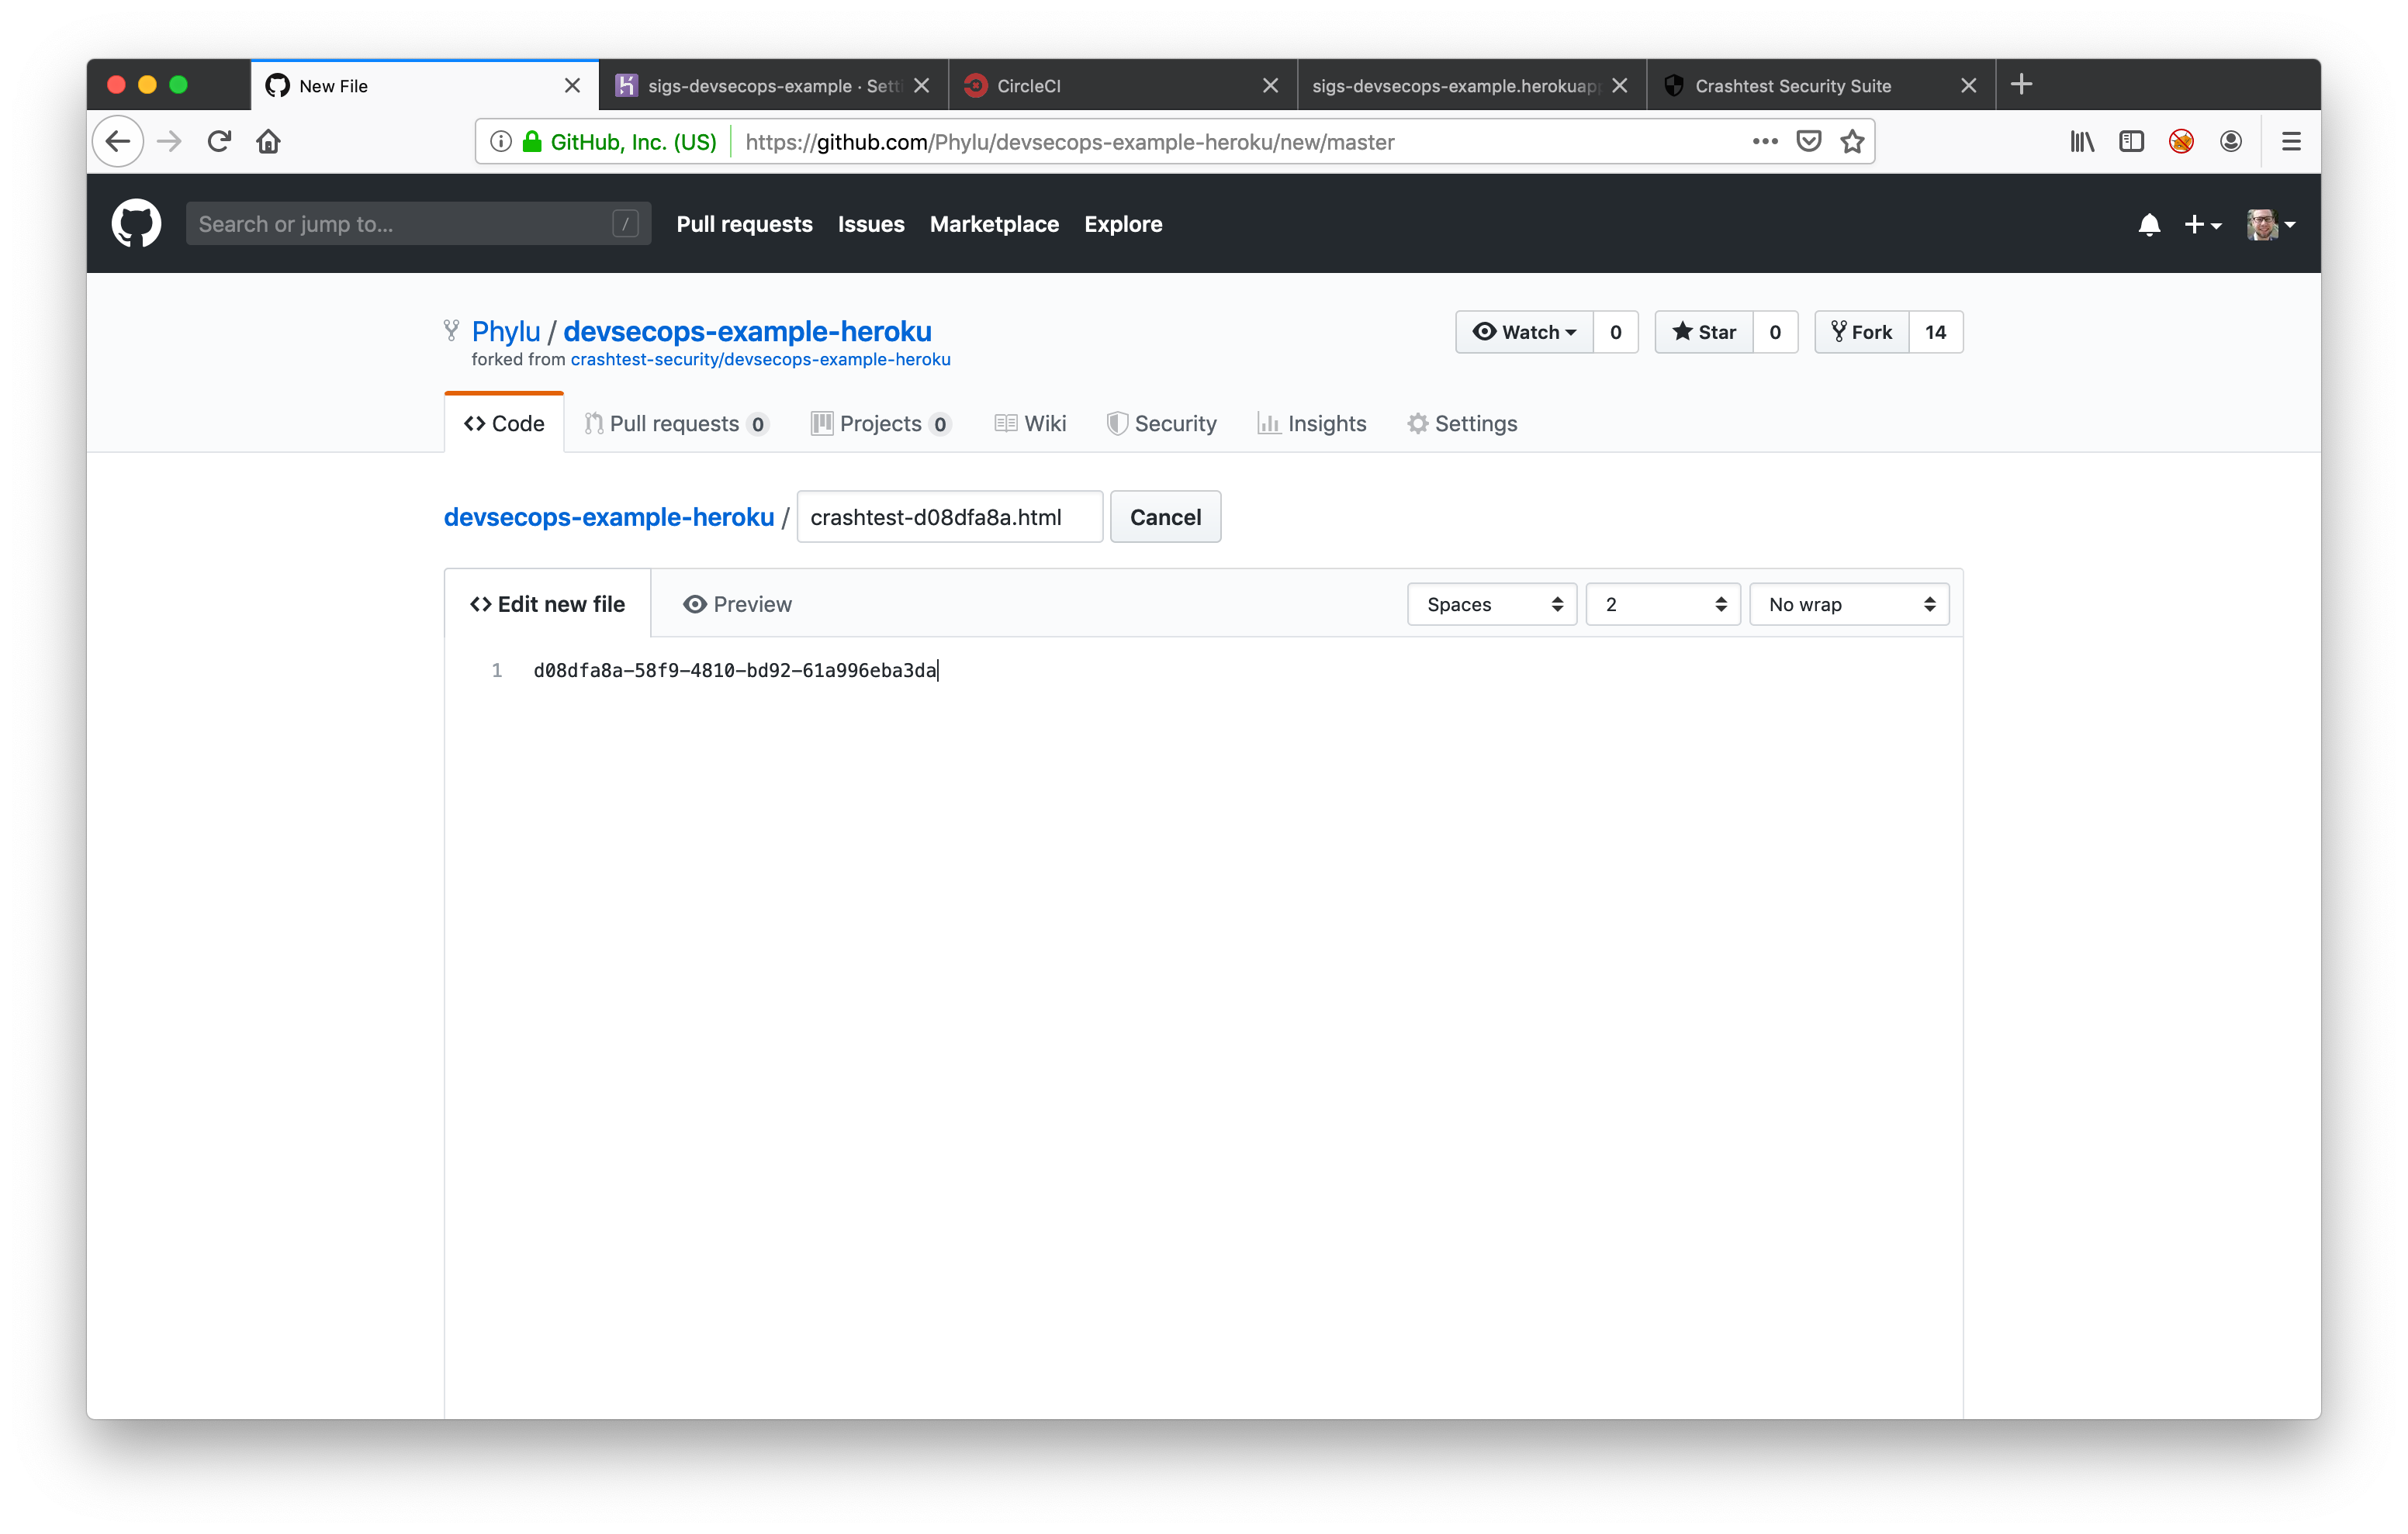 New File
sigs-devsecops-example · Sett
CircleCI
sigs-devsecops-example.herokuapp
Crashtest Security Suite
GitHub, Inc. (US)
https://github.com/Phylu/devsecops-example-heroku/new/master
Search or jump to...
/
Pull requests
Issues
Marketplace
Explore
Phylu / devsecops-example-heroku
forked from crashtest-security/devsecops-example-heroku
Watch 0
Star 0
Fork 14
Code
Pull requests 0
Projects 0
Wiki
Security
Insights
Settings
devsecops-example-heroku / crashtest-d08dfa8a.html Cancel
Edit new file
Preview
Spaces
2
No wrap
1 d08dfa8a-58f9-4810-bd92-61a996eba3da